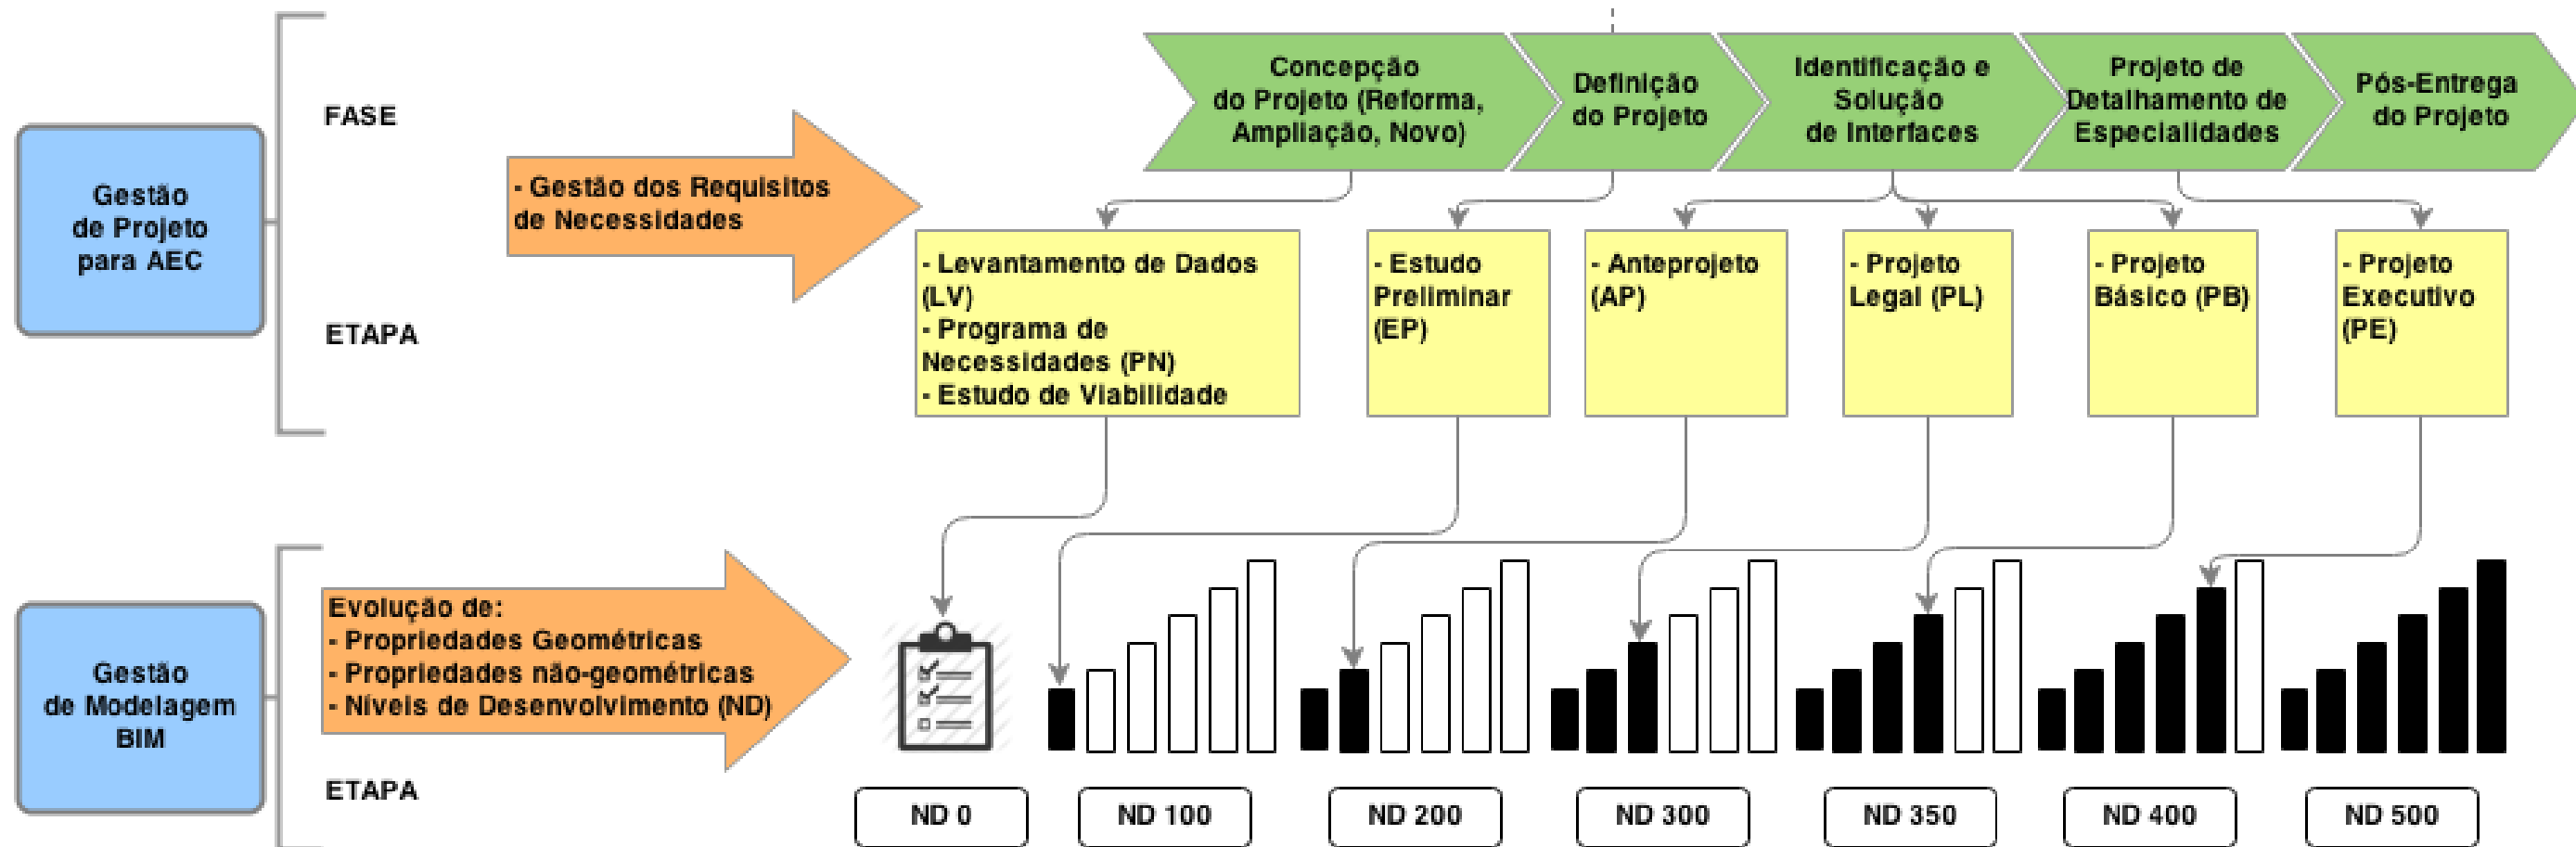 Gestão
de Projeto
para AEC
FASE
ETAPA
- Gestão dos Requisitos
de Necessidades
Concepção
do Projeto (Reforma,
Ampliação, Novo)
Definição
do Projeto
Identificação e
Solução
de Interfaces
Projeto de
Detalhamento de
Especialidades
Pós-Entrega
do Projeto
- Levantamento de Dados
(LV)
- Programa de
Necessidades (PN)
- Estudo de Viabilidade
- Estudo
Preliminar
(EP)
- Anteprojeto
(AP)
- Projeto
Legal (PL)
- Projeto
Básico (PB)
- Projeto
Executivo
(PE)
Gestão
de Modelagem
BIM
Evolução de:
- Propriedades Geométricas
- Propriedades não-geométricas
- Níveis de Desenvolvimento (ND)
ETAPA
ND 0
ND 100
ND 200
ND 300
ND 350
ND 400
ND 500